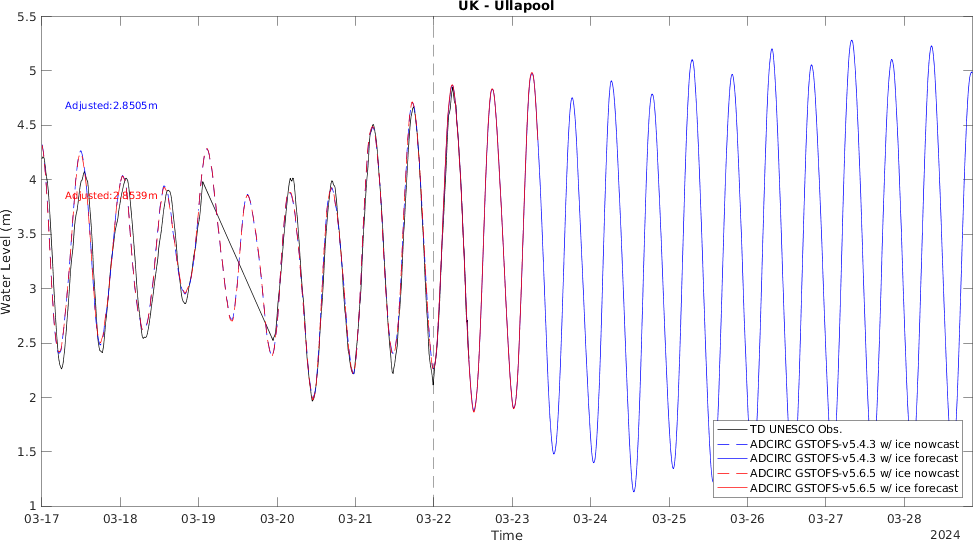 UK - Ullapool
5.5
5
4.5
4
3.5
3
2.5
2
1.5
1
Water Level (m)
Adjusted:2.8505m
Adjusted:2.8539m
TD UNESCO Obs.
ADCIRC GSTOFS-v5.4.3 w/ ice nowcast
ADCIRC GSTOFS-v5.4.3 w/ ice forecast
ADCIRC GSTOFS-v5.6.5 w/ ice nowcast
ADCIRC GSTOFS-v5.6.5 w/ ice forecast
03-17 03-18 03-19 03-20 03-21 03-22 03-23 03-24 03-25 03-26 03-27 03-28
Time
2024